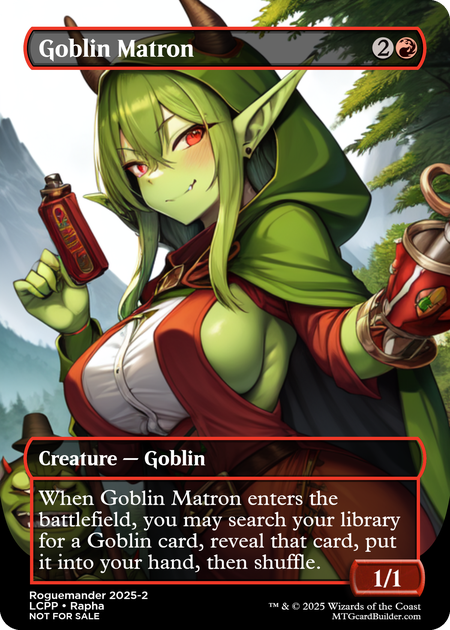 Goblin Matron 2
Creature — Goblin
When Goblin Matron enters the
battlefield, you may search your library
for a Goblin card, reveal that card, put
it into your hand, then shuffle.
1/1
Roguemander 2025-2
LCPP • Rapha
NOT FOR SALE
™ & © 2025 Wizards of the Coast
MTGcardBuilder.com